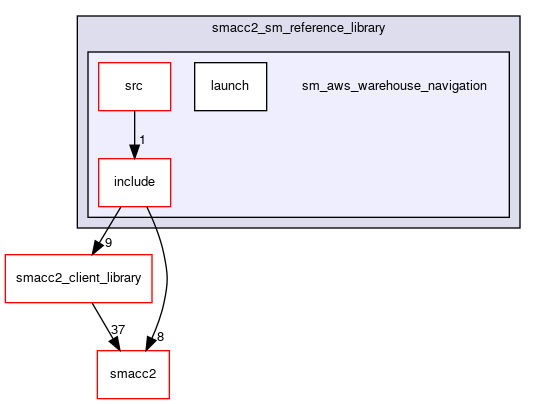 smacc2_sm_reference_library
src
launch
sm_aws_warehouse_navigation
1
include
9
smacc2_client_library
37
8
smacc2